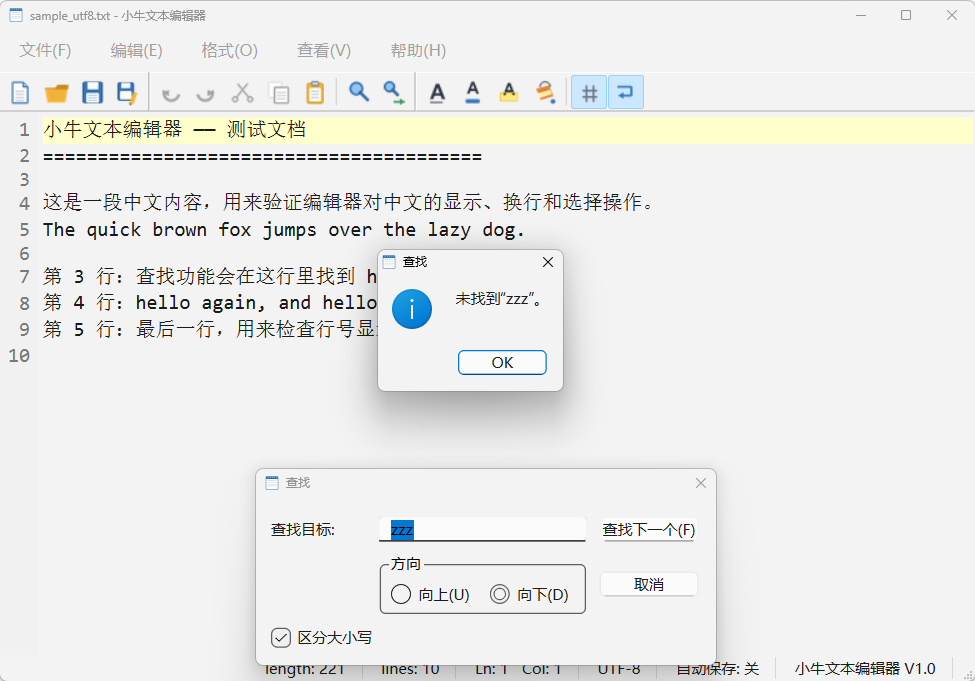 sample_utf8.txt - 小牛文本编辑器
文件(F) 编辑(E) 格式(O) 查看(V) 帮助(H)
1 小牛文本编辑器 —— 测试文档
2 ========================================
3
4 这是一段中文内容，用来验证编辑器对中文的显示、换行和选择操作。
5 The quick brown fox jumps over the lazy dog.
6
7 第 3 行：查找功能会在这行里找到 h
8 第 4 行：hello again, and hello
9 第 5 行：最后一行，用来检查行号显
10
查找
未找到“zzz”。
OK
查找
查找目标: zzz 查找下一个(F)
方向
向上(U) 向下(D) 取消
区分大小写
length: 221 lines: 10 Ln: 1 Col: 1 UTF-8 自动保存: 关 小牛文本编辑器 V1.0